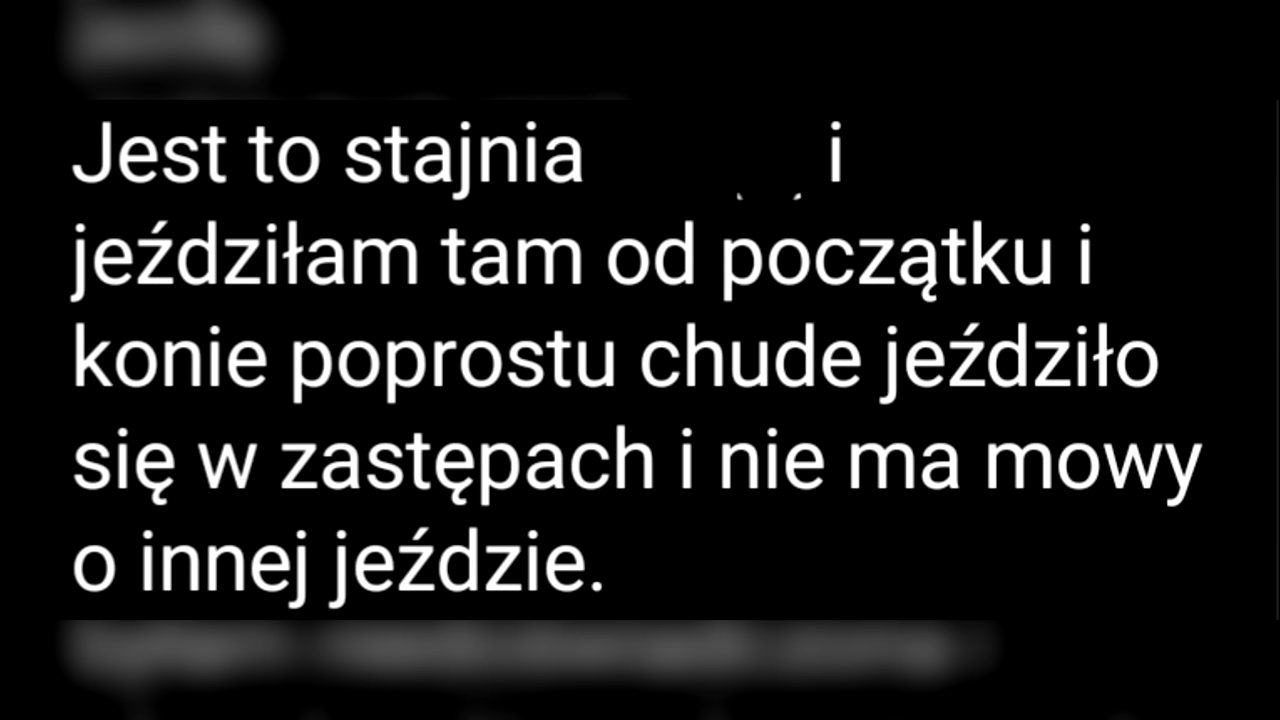 Jest to stajnia i
jeździłam tam od początku i
konie poprostu chude jeździło
się w zastępach i nie ma mowy
o innej jeździe.